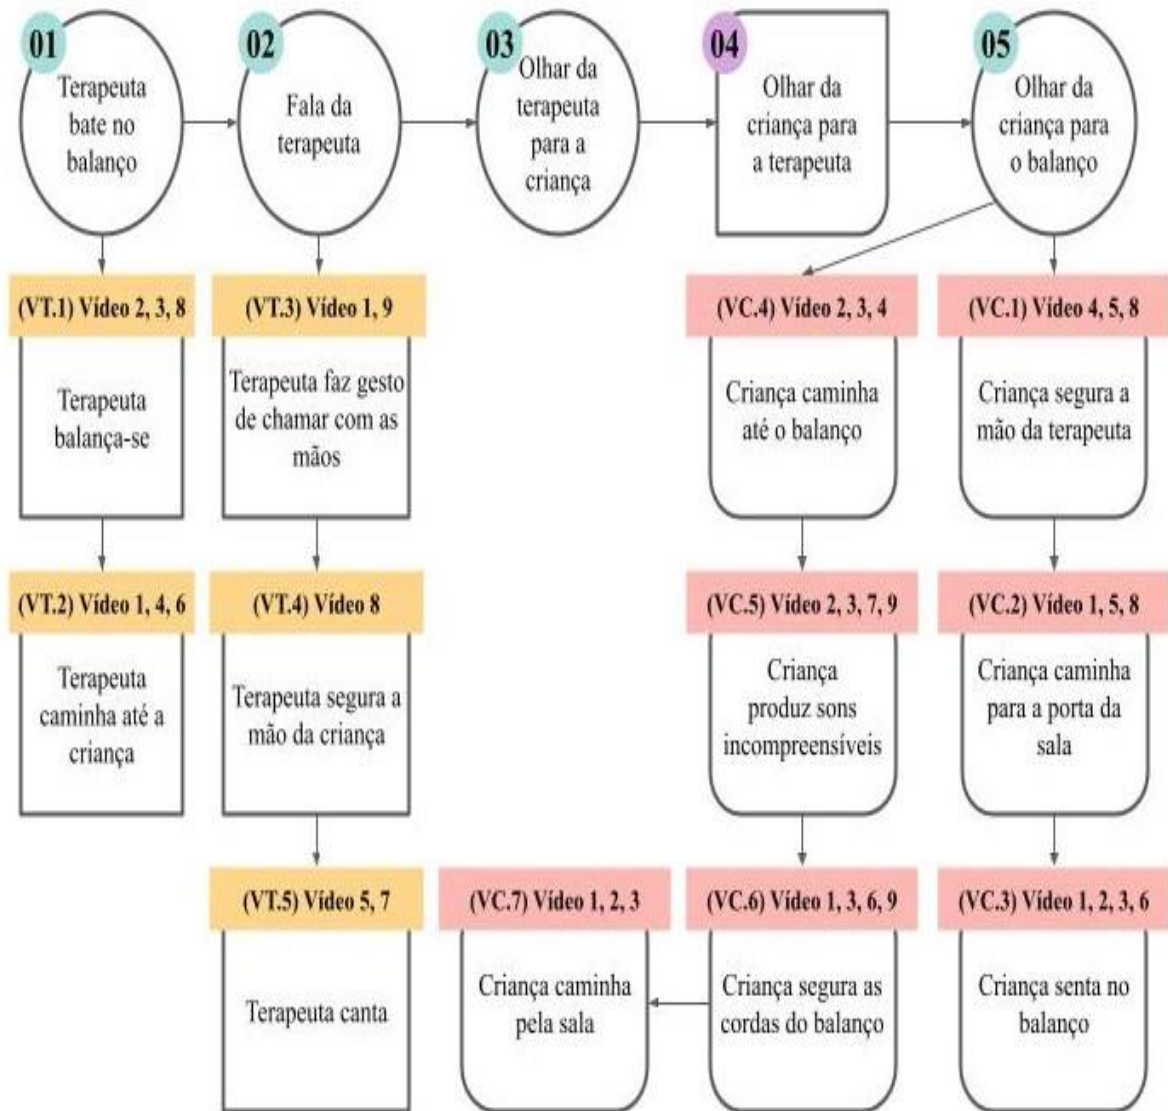 01
Terapeuta
bate no
balanço
02
Fala da
terapeuta
03
Olhar da
terapeuta
para a
criança
04
Olhar da
criança para
a terapeuta
05
Olhar da
criança para
o balanço
(VT.1) Vídeo 2, 3, 8
Terapeuta
balança-se
(VT.3) Vídeo 1, 9
Terapeuta faz gesto
de chamar com as
mãos
(VC.4) Vídeo 2, 3, 4
Criança caminha
até o balanço
(VC.1) Vídeo 4, 5, 8
Criança segura a
mão da terapeuta
(VT.2) Vídeo 1, 4, 6
Terapeuta
caminha até a
criança
(VT.4) Vídeo 8
Terapeuta segura a
mão da criança
(VC.5) Vídeo 2, 3, 7, 9
Criança
produz sons
incompreensíveis
(VC.2) Vídeo 1, 5, 8
Criança caminha
para a porta da
sala
(VT.5) Vídeo 5, 7
Terapeuta canta
(VC.7) Vídeo 1, 2, 3
Criança caminha
pela sala
(VC.6) Vídeo 1, 3, 6, 9
Criança segura as
cordas do balanço
(VC.3) Vídeo 1, 2, 3, 6
Criança senta no
balanço